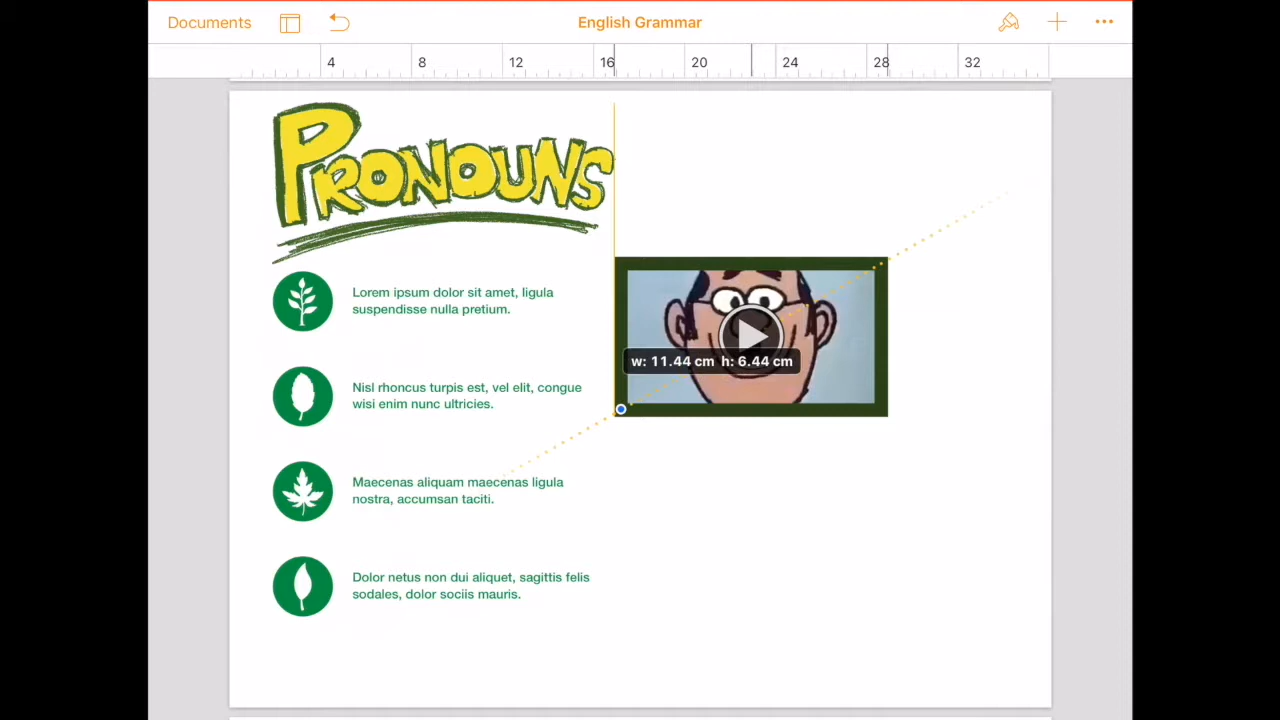 Documents
English Grammar
4 8 12 16 20 24 28 32
PRONOUNS
Lorem ipsum dolor sit amet, ligula
suspendisse nulla pretium.
w: 11.44 cm h: 6.44 cm
Nisl rhoncus turpis est, vel elit, congue
wisi enim nunc ultricies.
Maecenas aliquam maecenas ligula
nostra, accumsan taciti.
Dolor netus non dui aliquet, sagittis felis
sodales, dolor sociis mauris.